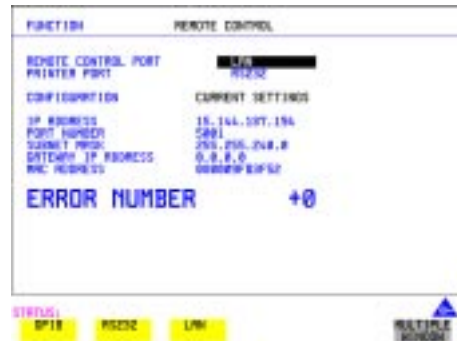 FUNCTION REMOTE CONTROL
REMOTE CONTROL PORT LAN
PRINTER PORT RS232
CONFIGURATION CURRENT SETTINGS
IP ADDRESS 15.144.137.194
PORT NUMBER 5001
SUBNET MASK 255.255.248.0
GATEWAY IP ADDRESS 0.0.0.0
MAC ADDRESS
ERROR NUMBER +0
STATUS:
GPIB RS232 LAN MULTIPLE
WINDOW